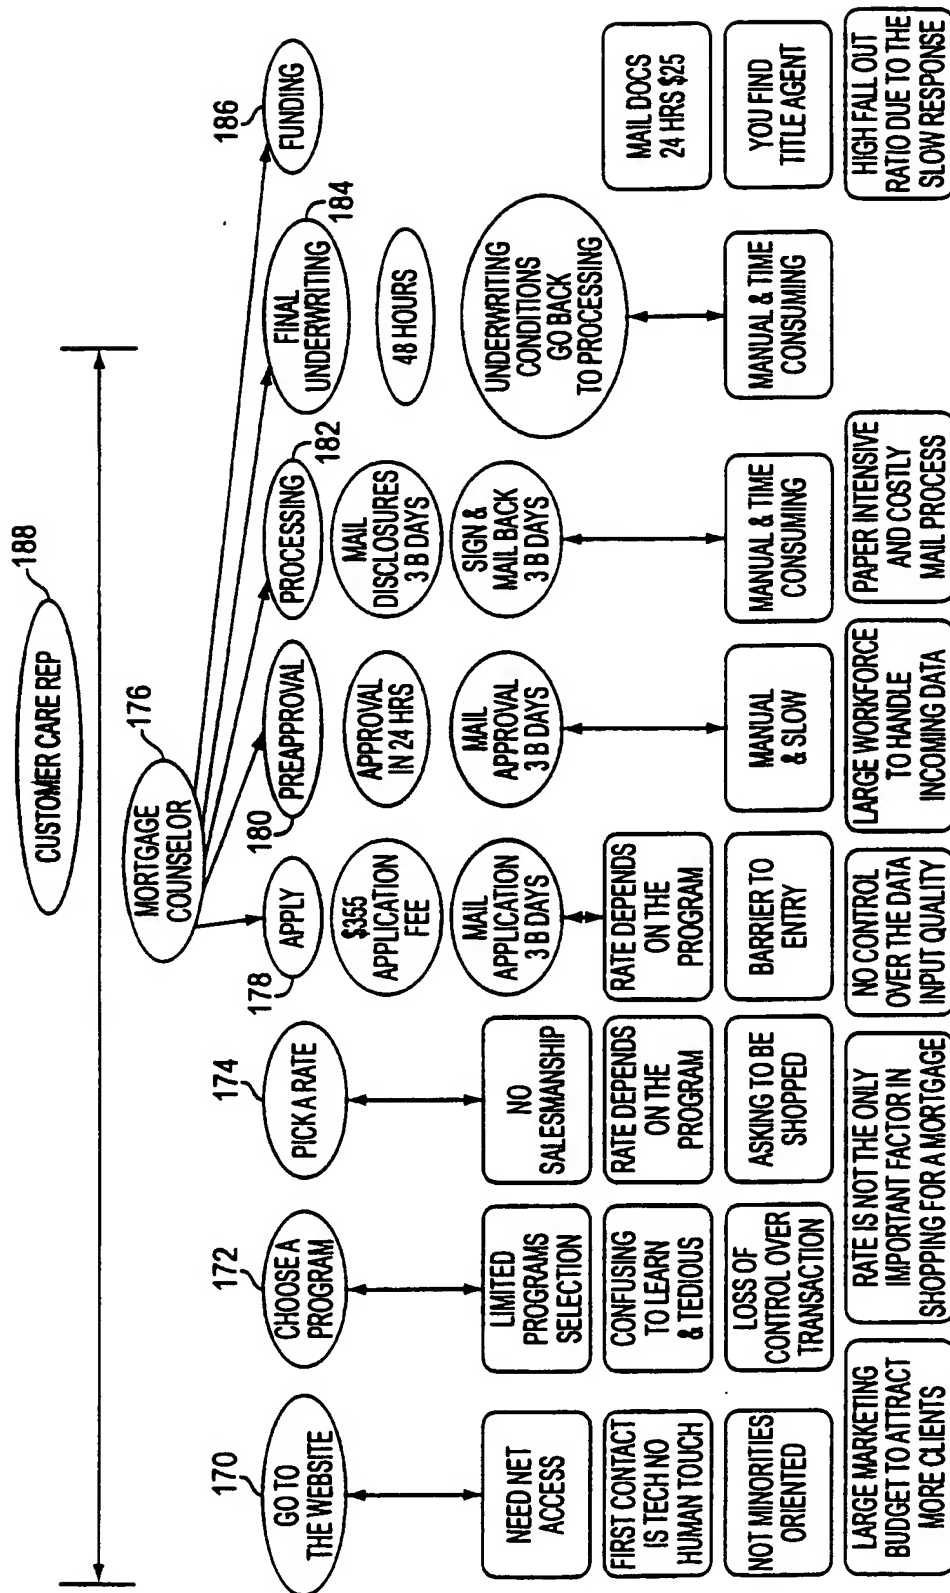 188
CUSTOMER CARE REP
176
MORTGAGE
COUNSELOR
170
GO TO
THE WEBSITE
172
CHOOSE A
PROGRAM
174
PICK A RATE
178
APPLY
180
PREAPPROVAL
182
PROCESSING
184
FINAL
UNDERWRITING
186
FUNDING
$355
APPLICATION
FEE
APPROVAL
IN 24 HRS
MAIL
DISCLOSURES
3 B DAYS
48 HOURS
NEED NET
ACCESS
LIMITED
PROGRAMS
SELECTION
NO
SALESMANSHIP
MAIL
APPLICATION
3 B DAYS
MAIL
APPROVAL
3 B DAYS
SIGN &
MAIL BACK
3 B DAYS
UNDERWRITING
CONDITIONS
GO BACK
TO PROCESSING
FIRST CONTACT
IS TECH NO
HUMAN TOUCH
CONFUSING
TO LEARN
& TEDIOUS
RATE DEPENDS
ON THE
PROGRAM
RATE DEPENDS
ON THE
PROGRAM
MAIL DOCS
24 HRS $25
NOT MINORITIES
ORIENTED
LOSS OF
CONTROL OVER
TRANSACTION
ASKING TO BE
SHOPPED
BARRIER TO
ENTRY
MANUAL
& SLOW
MANUAL & TIME
CONSUMING
MANUAL & TIME
CONSUMING
YOU FIND
TITLE AGENT
LARGE MARKETING
BUDGET TO ATTRACT
MORE CLIENTS
RATE IS NOT THE ONLY
IMPORTANT FACTOR IN
SHOPPING FOR A MORTGAGE
NO CONTROL
OVER THE DATA
INPUT QUALITY
LARGE WORKFORCE
TO HANDLE
INCOMING DATA
PAPER INTENSIVE
AND COSTLY
MAIL PROCESS
HIGH FALL OUT
RATIO DUE TO THE
SLOW RESPONSE